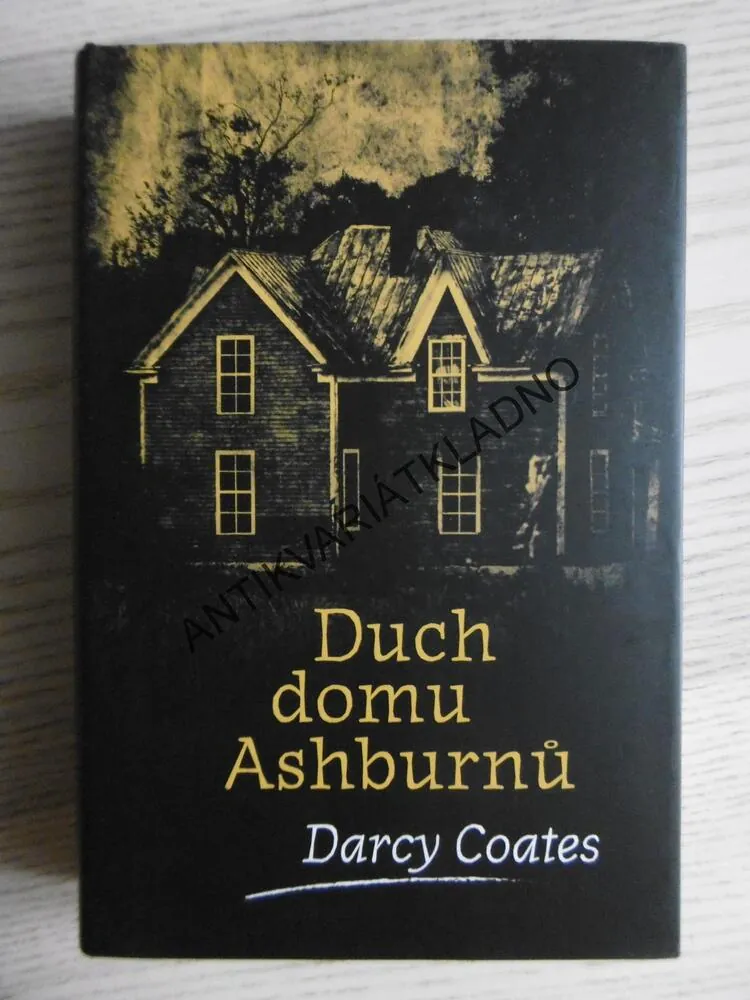 ANTIKVARIÁTKLADNO
Duch
domu
Ashburnů
Darcy Coates